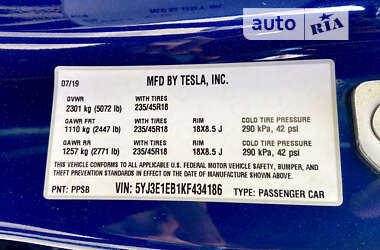 auto RIA
07/19 MFD BY TESLA, INC.
GVWR WITH TIRES
2301 kg (5072 lb) 235/45R18
GAWR FRT WITH TIRES RIM COLD TIRE PRESSURE
1110 kg (2447 lb) 235/45R18 18X8.5 J 290 kPa, 42 psi
GAWR RR WITH TIRES RIM COLD TIRE PRESSURE
1257 kg (2771 lb) 235/45R18 18X8.5 J 290 kPa, 42 psi
THIS VEHICLE CONFORMS TO ALL APPLICABLE U.S. FEDERAL MOTOR VEHICLE SAFETY, BUMPER, AND
THEFT PREVENTION STANDARDS IN EFFECT ON THE DATE OF MANUFACTURE SHOWN ABOVE.
PNT: PPSB VIN: 5YJ3E1EB1KF434186 TYPE: PASSENGER CAR